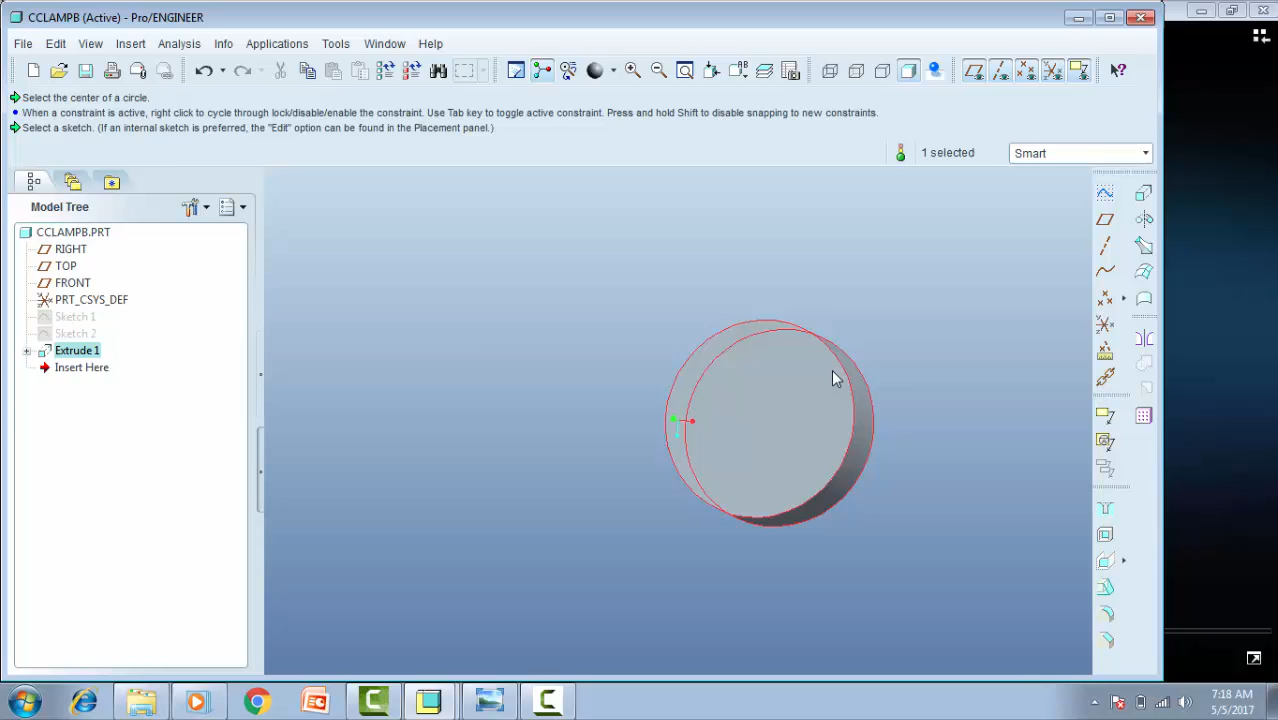 CCLAMPB (Active) - Pro/ENGINEER
File Edit View Insert Analysis Info Applications Tools Window Help
Select the center of a circle.
When a constraint is active, right click to cycle through lock/disable/enable the constraint. Use Tab key to toggle active constraint. Press and hold Shift to disable snapping to new constraints.
Select a sketch. (If an internal sketch is preferred, the "Edit" option can be found in the Placement panel.)
1 selected Smart
Model Tree
CCLAMPB.PRT
RIGHT
TOP
FRONT
PRT_CSYS_DEF
Sketch 1
Sketch 2
Extrude 1
Insert Here
7:18 AM
5/5/2017